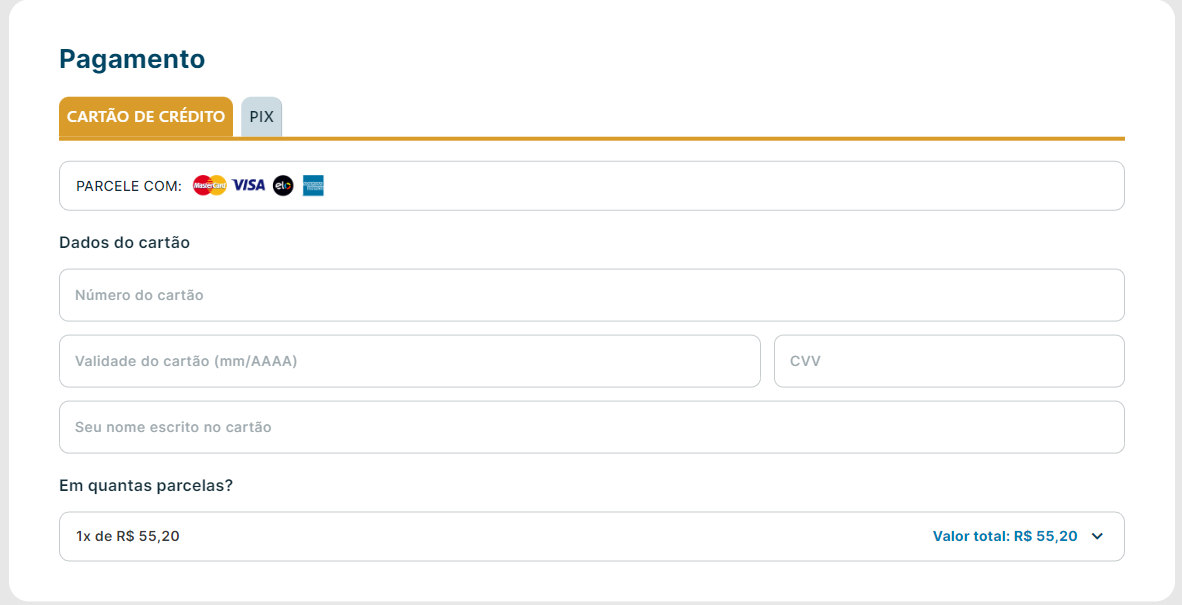 Pagamento
CARTÃO DE CRÉDITO PIX
PARCELE COM: MasterCard VISA elo
Dados do cartão
Número do cartão
Validade do cartão (mm/AAAA) CVV
Seu nome escrito no cartão
Em quantas parcelas?
1x de R$ 55,20 Valor total: R$ 55,20